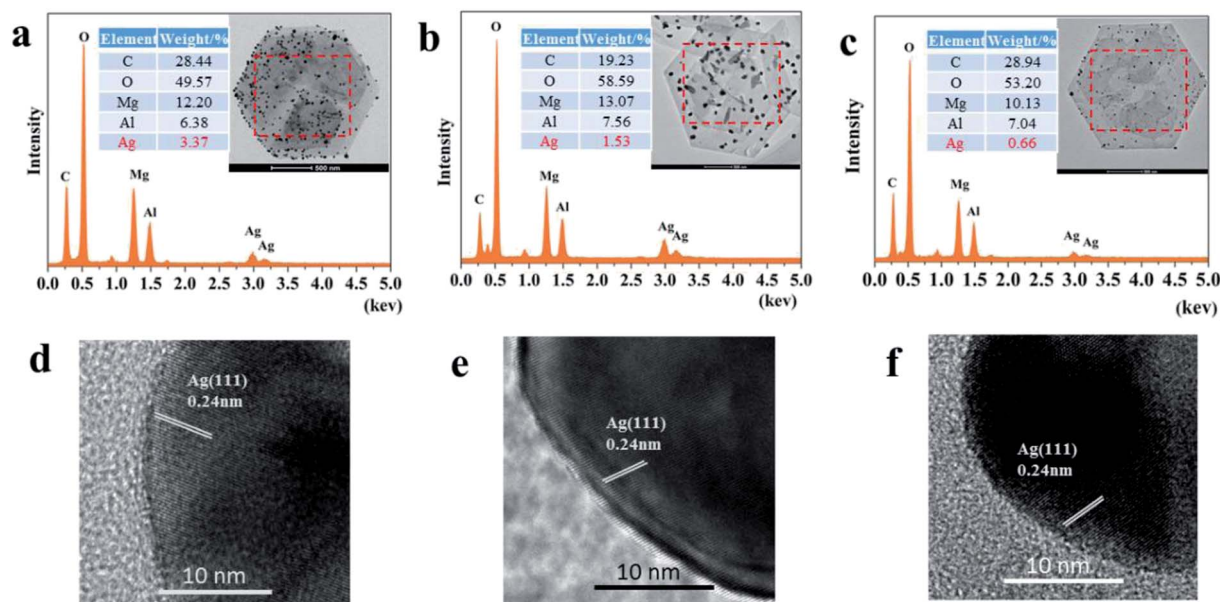 a
O
Element Weight/%
C 28.44
O 49.57
Mg 12.20
Al 6.38
Ag 3.37
500 nm
C
Mg
Al
Ag
Ag
Intensity
0.0 0.5 1.0 1.5 2.0 2.5 3.0 3.5 4.0 4.5 5.0
(kev)
b
O
Element Weight/%
C 19.23
O 58.59
Mg 13.07
Al 7.56
Ag 1.53
C
Mg
Al
Ag
Ag
Intensity
0.0 0.5 1.0 1.5 2.0 2.5 3.0 3.5 4.0 4.5 5.0
(kev)
c
O
Element Weight/%
C 28.94
O 53.20
Mg 10.13
Al 7.04
Ag 0.66
C
Mg
Al
Ag
Ag
Intensity
0.0 0.5 1.0 1.5 2.0 2.5 3.0 3.5 4.0 4.5 5.0
(kev)
d
Ag(111)
0.24nm
10 nm
e
Ag(111)
0.24nm
10 nm
f
Ag(111)
0.24nm
10 nm